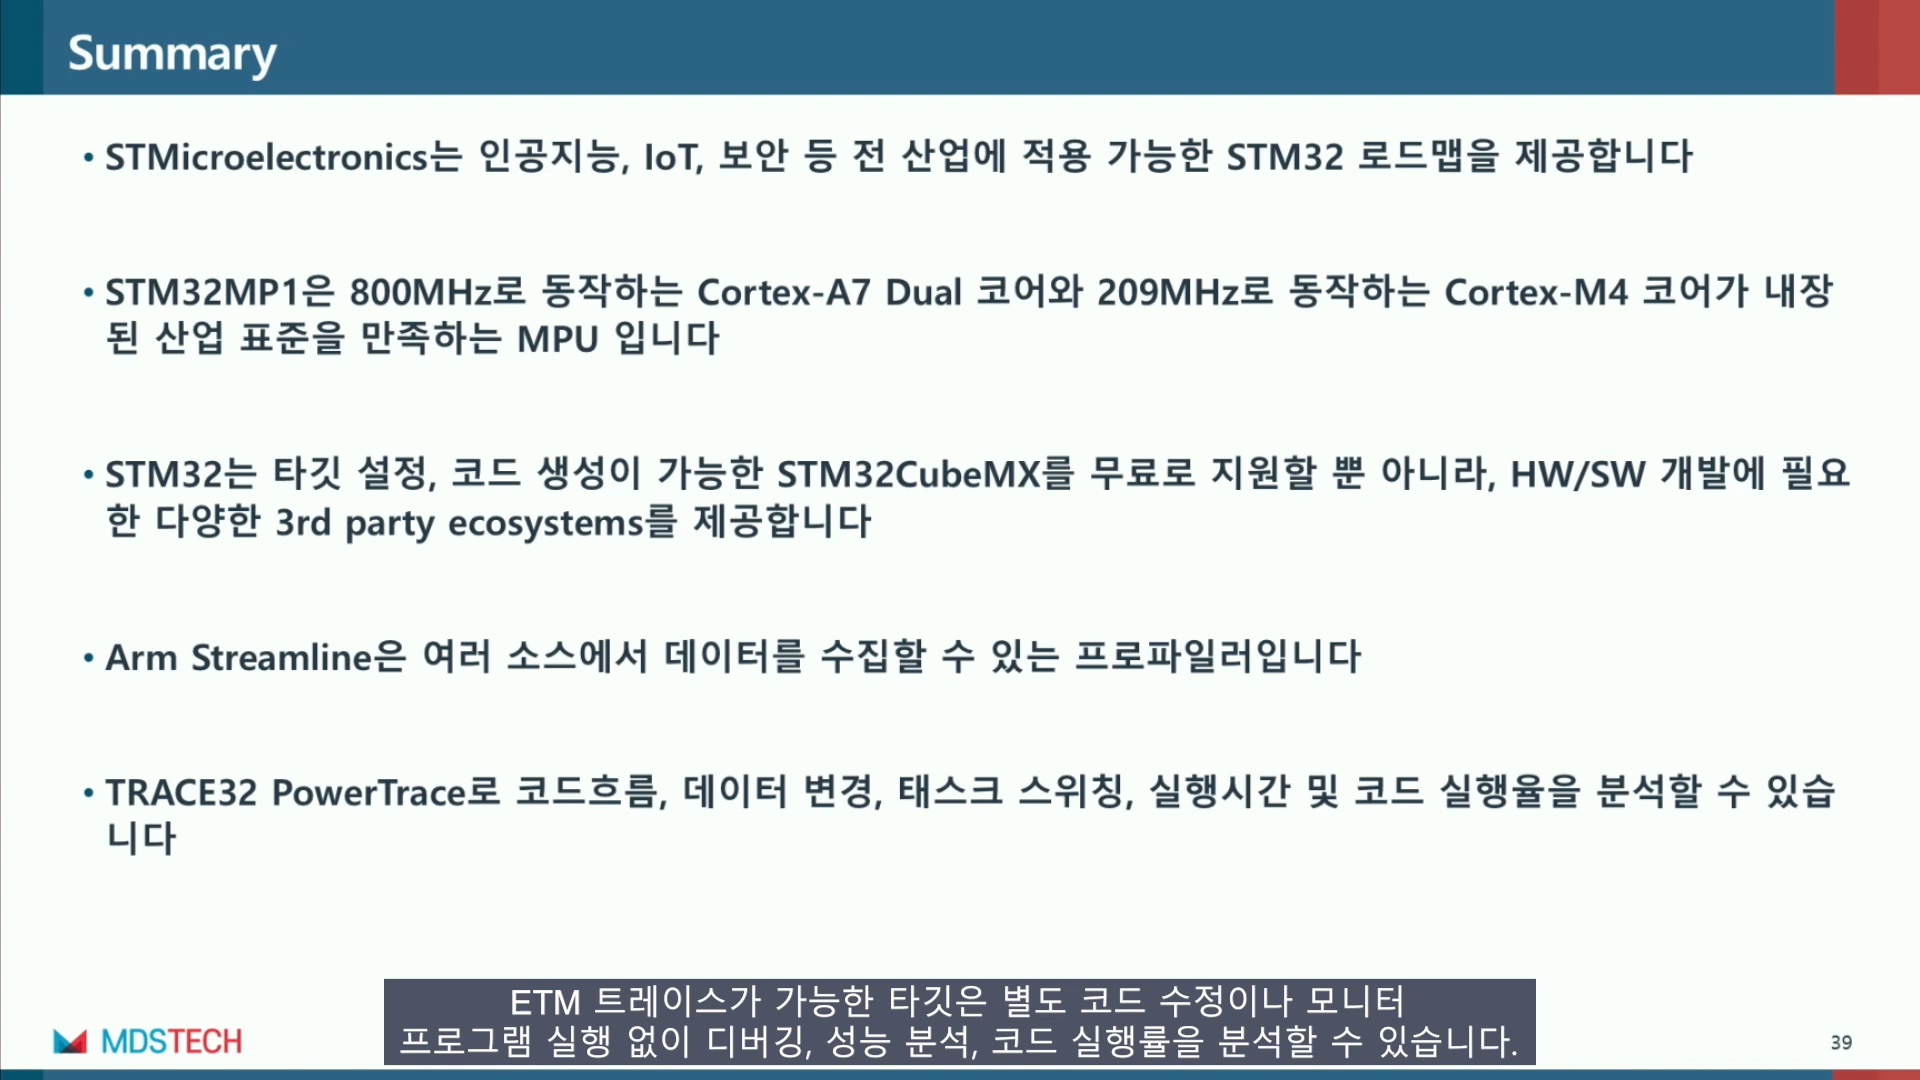 Summary
• STMicroelectronics는 인공지능, IoT, 보안 등 전 산업에 적용 가능한 STM32 로드맵을 제공합니다
• STM32MP1은 800MHz로 동작하는 Cortex-A7 Dual 코어와 209MHz로 동작하는 Cortex-M4 코어가 내장
된 산업 표준을 만족하는 MPU 입니다
• STM32는 타깃 설정, 코드 생성이 가능한 STM32CubeMX를 무료로 지원할 뿐 아니라, HW/SW 개발에 필요
한 다양한 3rd party ecosystems를 제공합니다
• Arm Streamline은 여러 소스에서 데이터를 수집할 수 있는 프로파일러입니다
• TRACE32 PowerTrace로 코드흐름, 데이터 변경, 태스크 스위칭, 실행시간 및 코드 실행율을 분석할 수 있습
니다
ETM 트레이스가 가능한 타깃은 별도 코드 수정이나 모니터
프로그램 실행 없이 디버깅, 성능 분석, 코드 실행률을 분석할 수 있습니다.
MDSTECH
39